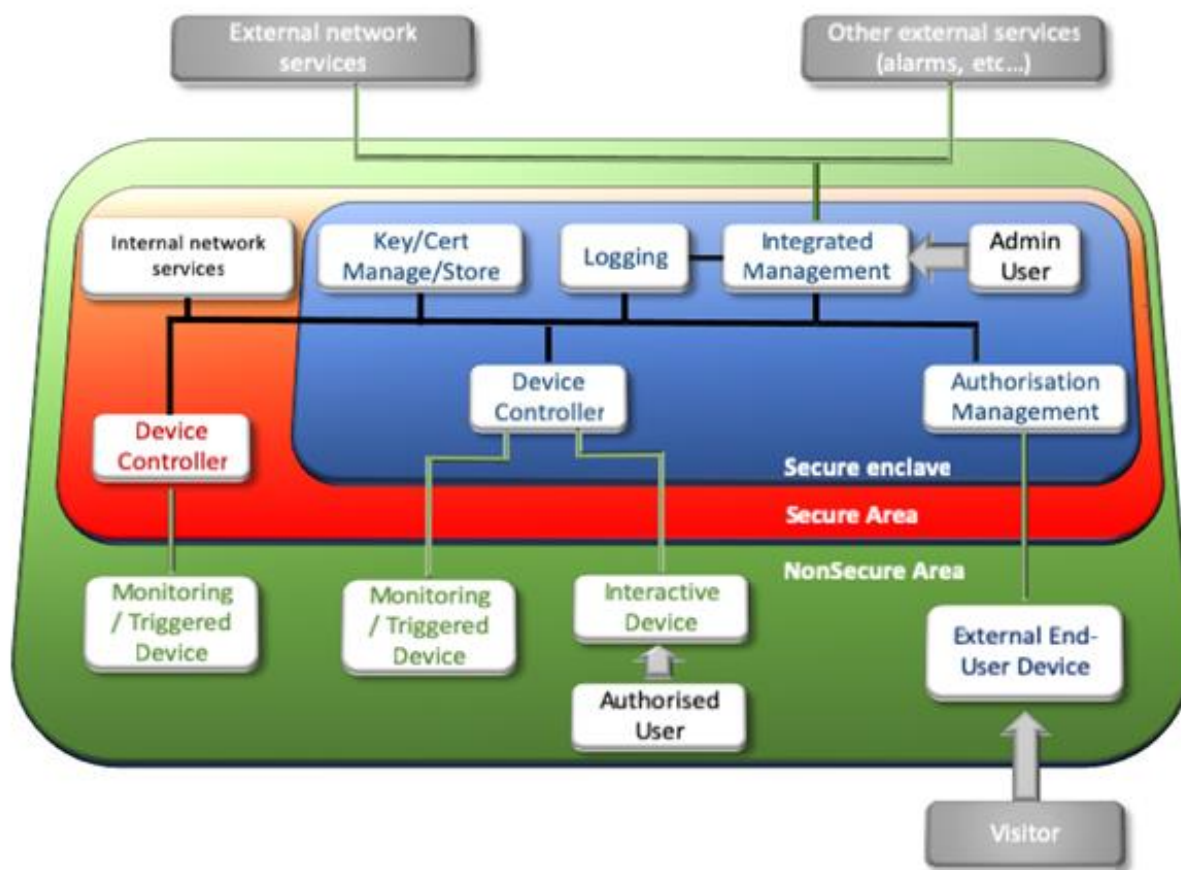 External network
services
Other external services
(alarms, etc...)
Internal network
services
Key/Cert
Manage/Store
Logging
Integrated
Management
Admin
User
Device
Controller
Authorisation
Management
Device
Controller
Secure enclave
Secure Area
NonSecure Area
Monitoring
/ Triggered
Device
Monitoring
/ Triggered
Device
Interactive
Device
External End-
User Device
Authorised
User
Visitor